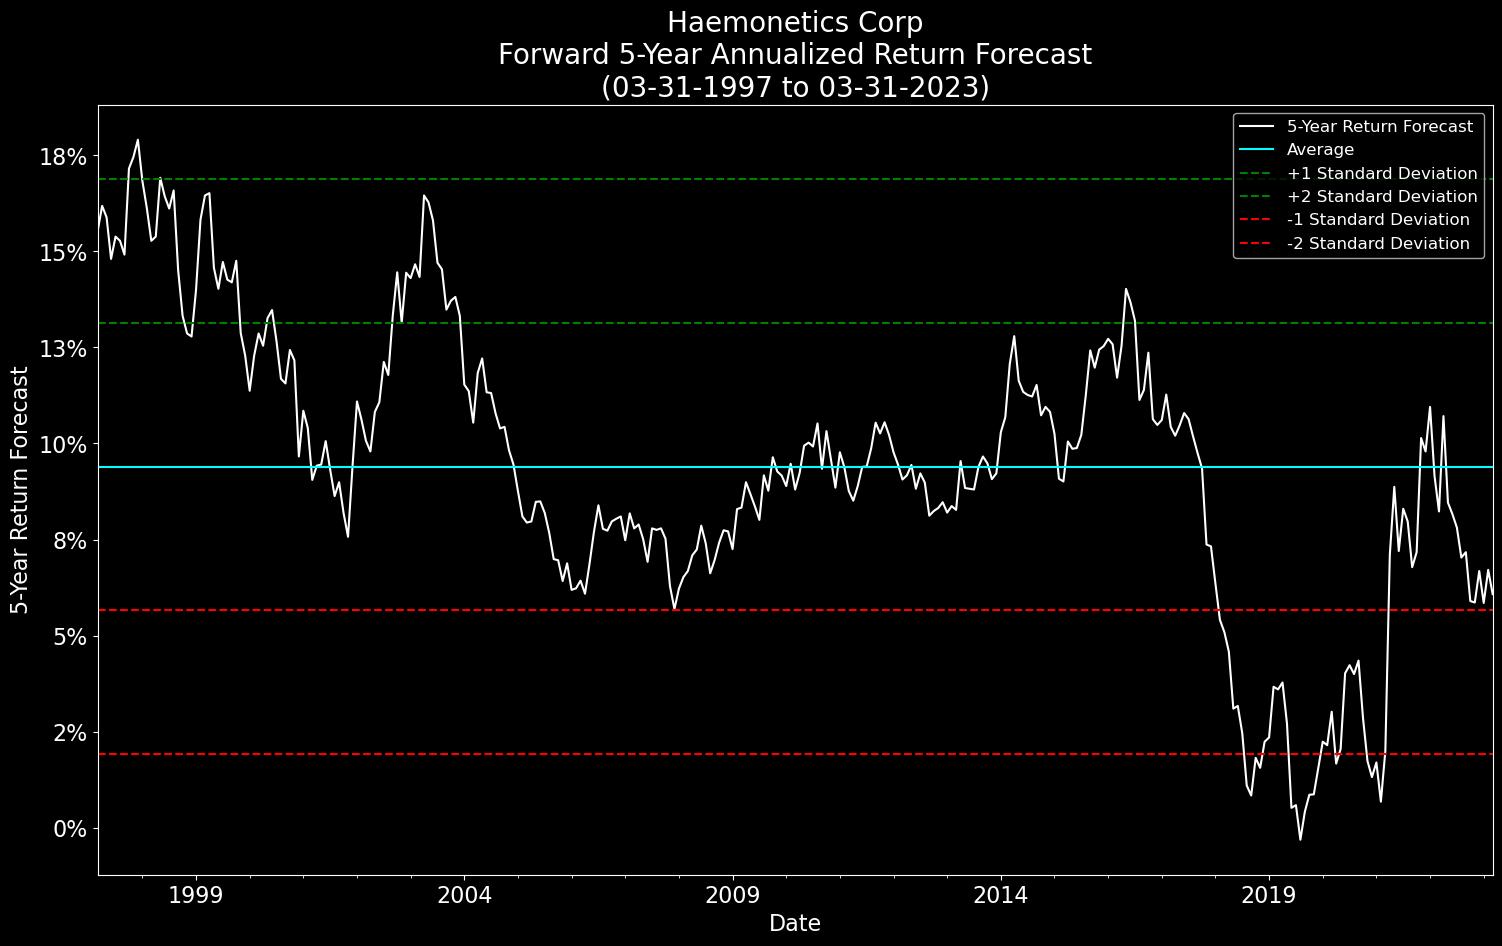 Haemonetics Corp
Forward 5-Year Annualized Return Forecast
(03-31-1997 to 03-31-2023)
5-Year Return Forecast
Average
+1 Standard Deviation
+2 Standard Deviation
-1 Standard Deviation
-2 Standard Deviation
18%
15%
13%
10%
8%
5%
2%
0%
5-Year Return Forecast
1999
2004
2009
2014
2019
Date